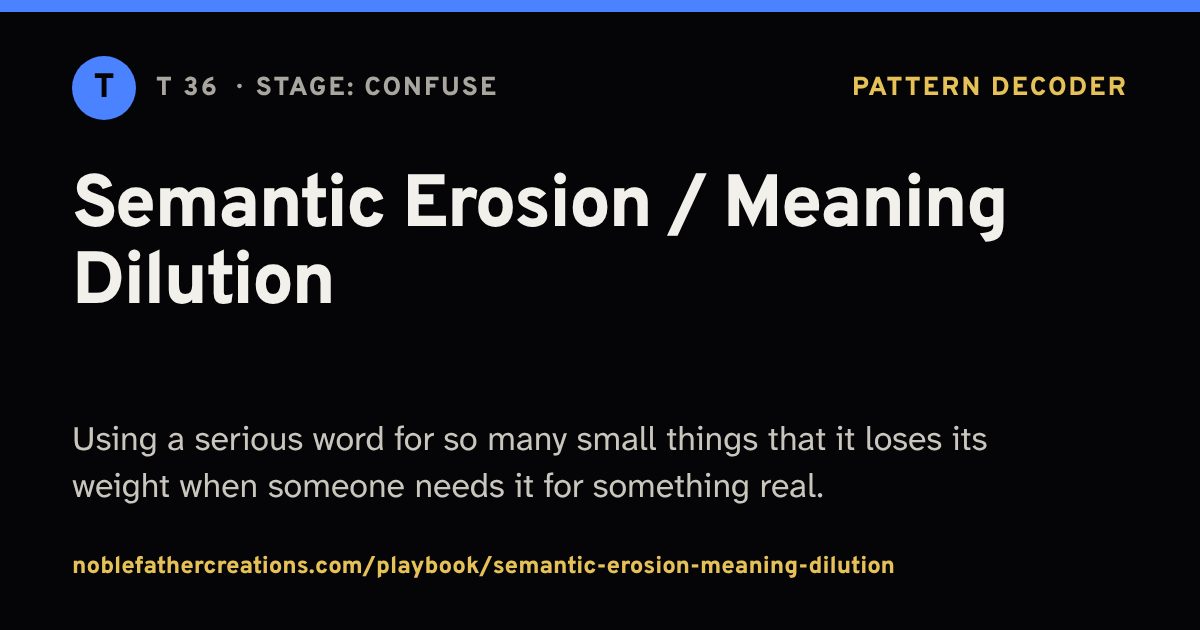 T T 36 · STAGE: CONFUSE PATTERN DECODER
Semantic Erosion / Meaning
Dilution
Using a serious word for so many small things that it loses its
weight when someone needs it for something real.
noblefathercreations.com/playbook/semantic-erosion-meaning-dilution